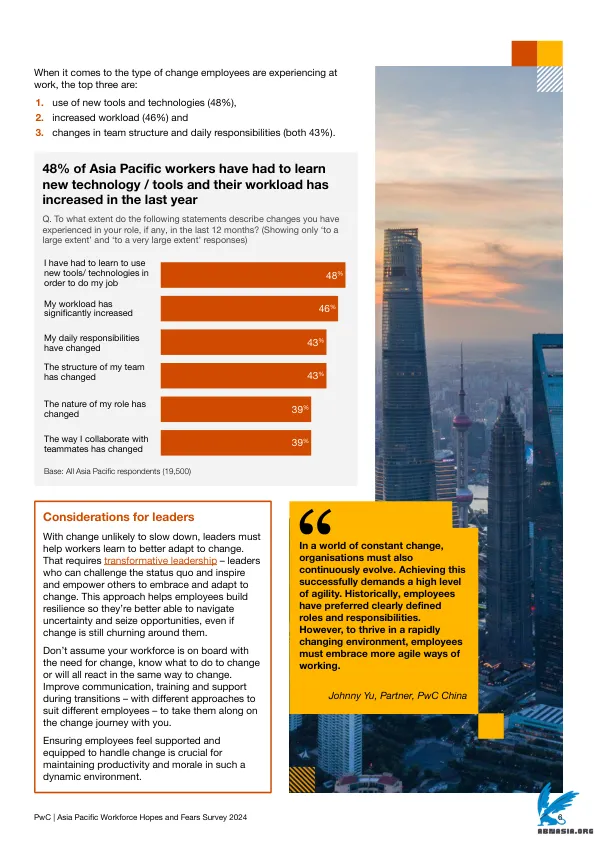 When it comes to the type of change employees are experiencing at
work, the top three are:
1. use of new tools and technologies (48%),
2. increased workload (46%) and
3. changes in team structure and daily responsibilities (both 43%).
48% of Asia Pacific workers have had to learn
new technology / tools and their workload has
increased in the last year
Q. To what extent do the following statements describe changes you have
experienced in your role, if any, in the last 12 months? (Showing only ‘to a
large extent’ and ‘to a very large extent’ responses)
I have had to learn to use
new tools/ technologies in
order to do my job
48%
My workload has
significantly increased
46%
My daily responsibilities
have changed
43%
The structure of my team
has changed
43%
The nature of my role has
changed
39%
The way I collaborate with
teammates has changed
39%
Base: All Asia Pacific respondents (19,500)
Considerations for leaders
With change unlikely to slow down, leaders must
help workers learn to better adapt to change.
That requires transformative leadership – leaders
who can challenge the status quo and inspire
and empower others to embrace and adapt to
change. This approach helps employees build
resilience so they’re better able to navigate
uncertainty and seize opportunities, even if
change is still churning around them.
Don’t assume your workforce is on board with
the need for change, know what to do to change
or will all react in the same way to change.
Improve communication, training and support
during transitions – with different approaches to
suit different employees – to take them along on
the change journey with you.
Ensuring employees feel supported and
equipped to handle change is crucial for
maintaining productivity and morale in such a
dynamic environment.
“
In a world of constant change,
organisations must also
continuously evolve. Achieving this
successfully demands a high level
of agility. Historically, employees
have preferred clearly defined
roles and responsibilities.
However, to thrive in a rapidly
changing environment, employees
must embrace more agile ways of
working.
Johnny Yu, Partner, PwC China
PwC | Asia Pacific Workforce Hopes and Fears Survey 2024
ABMASIA.ORG